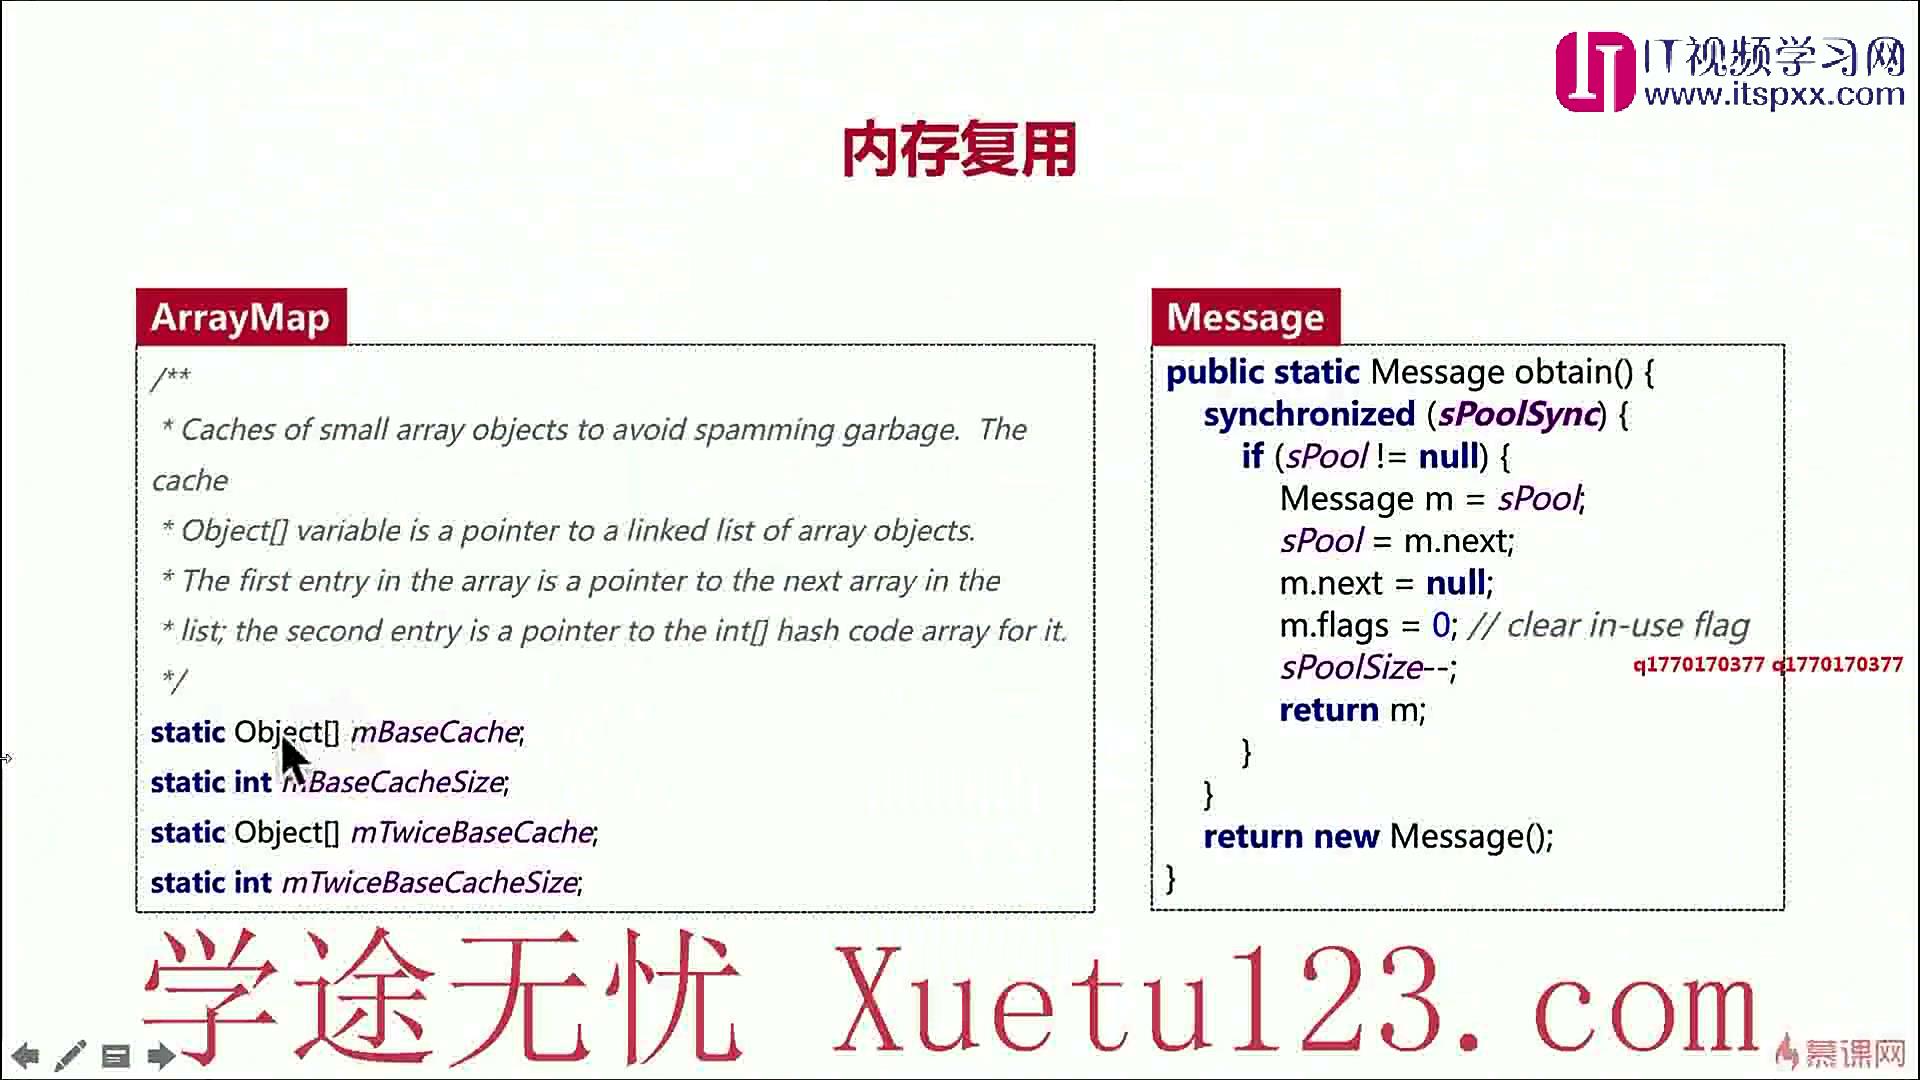 IT视频学习网
www.itspxx.com
内存复用
ArrayMap
/**
* Caches of small array objects to avoid spamming garbage.  The
cache
* Object[] variable is a pointer to a linked list of array objects.
* The first entry in the array is a pointer to the next array in the
* list; the second entry is a pointer to the int[] hash code array for it.
*/
static Object[] mBaseCache;
static int mBaseCacheSize;
static Object[] mTwiceBaseCache;
static int mTwiceBaseCacheSize;
Message
public static Message obtain() {
synchronized (sPoolSync) {
if (sPool != null) {
Message m = sPool;
sPool = m.next;
m.next = null;
m.flags = 0; // clear in-use flag
sPoolSize--;
return m;
}
}
return new Message();
}
q1770170377 q1770170377
学途无忧 Xuetu123.com
慕课网